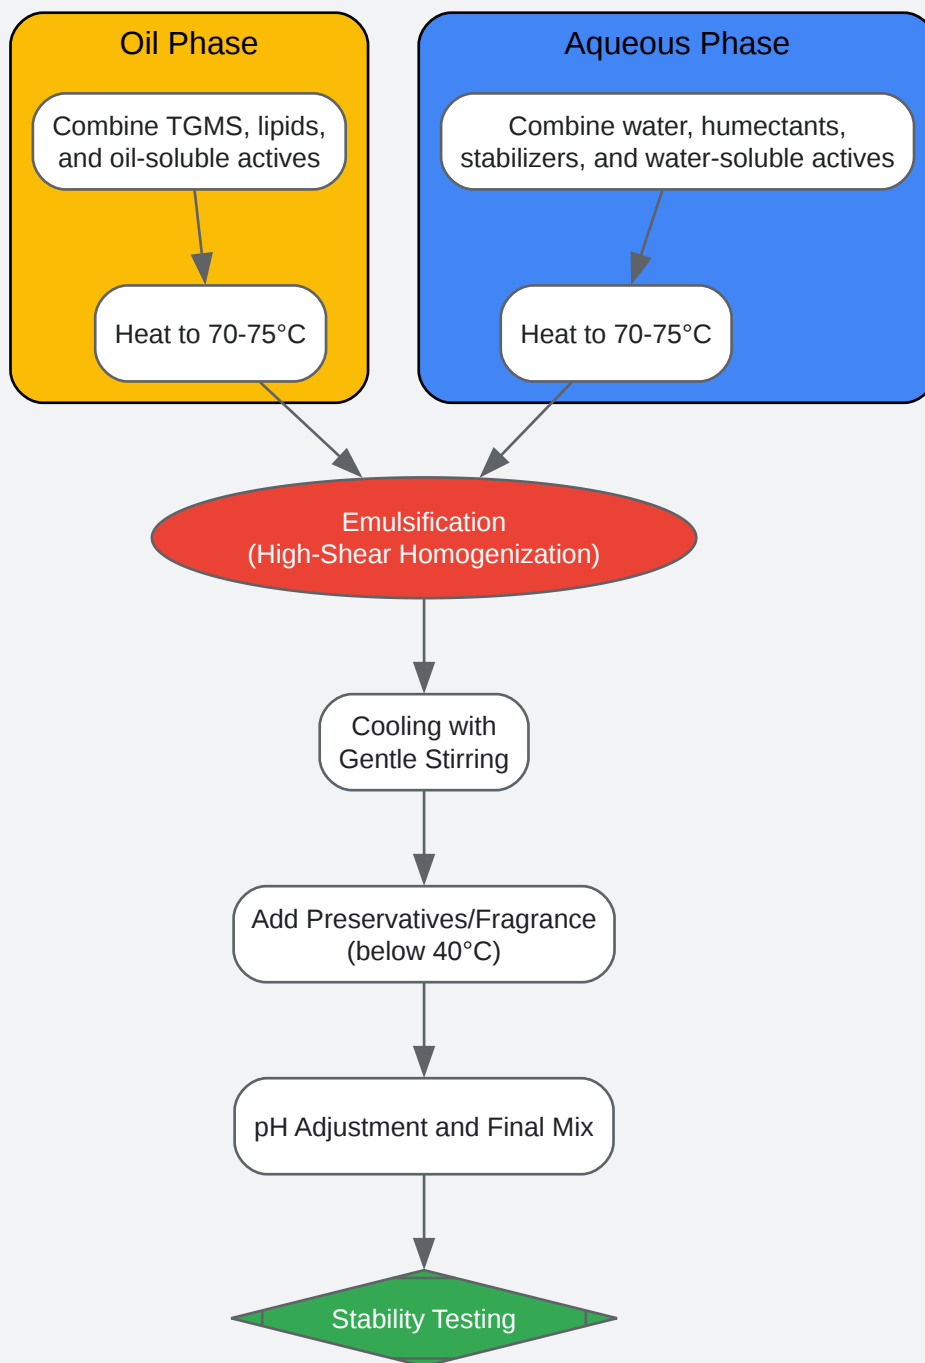 Oil Phase
Combine TGMS, lipids,
and oil-soluble actives
Heat to 70-75°C
Aqueous Phase
Combine water, humectants,
stabilizers, and water-soluble actives
Heat to 70-75°C
Emulsification
(High-Shear Homogenization)
Cooling with
Gentle Stirring
Add Preservatives/Fragrance
(below 40°C)
pH Adjustment and Final Mix
Stability Testing